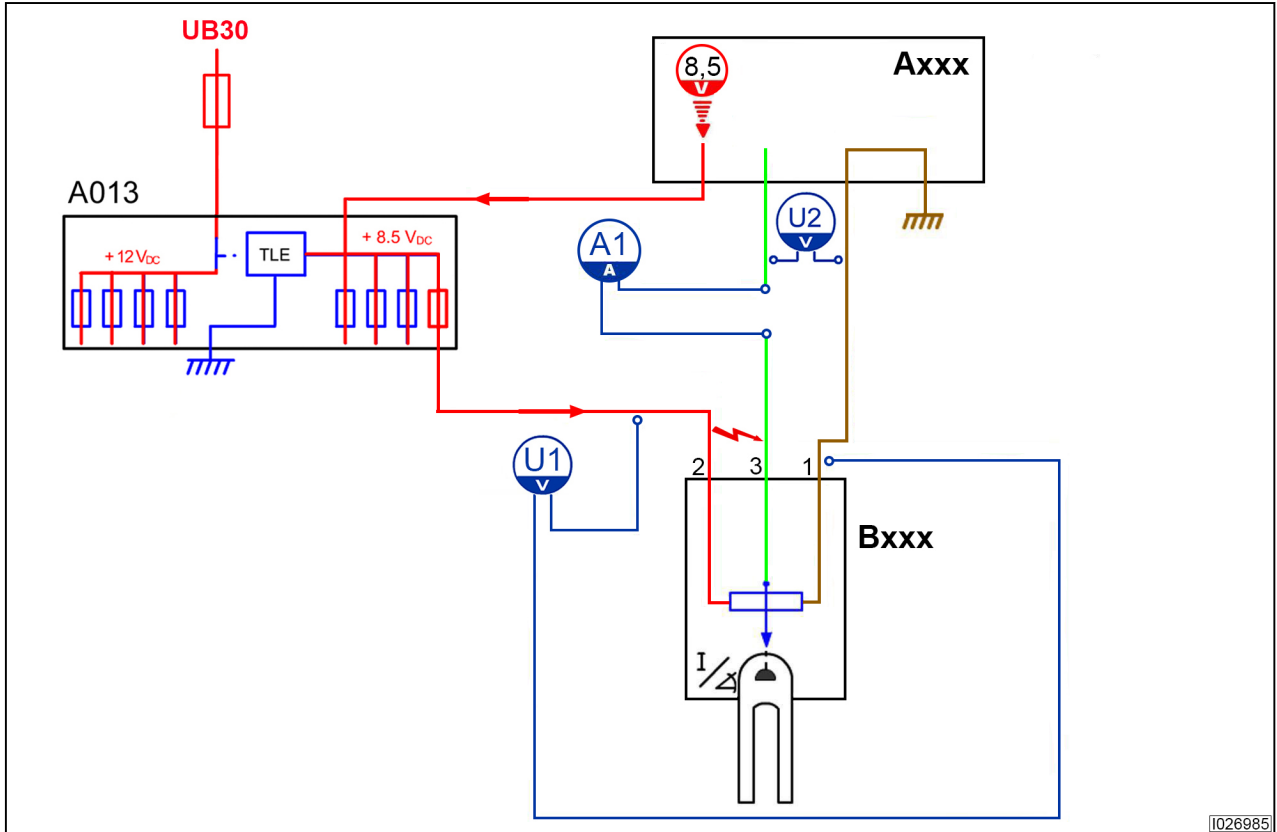 UB30
8,5
V
Axxx
A013
+ 12 VDC
TLE
+ 8.5 VDC
A1
A
U2
V
U1
V
2
3
1
Bxxx
I/
I026985